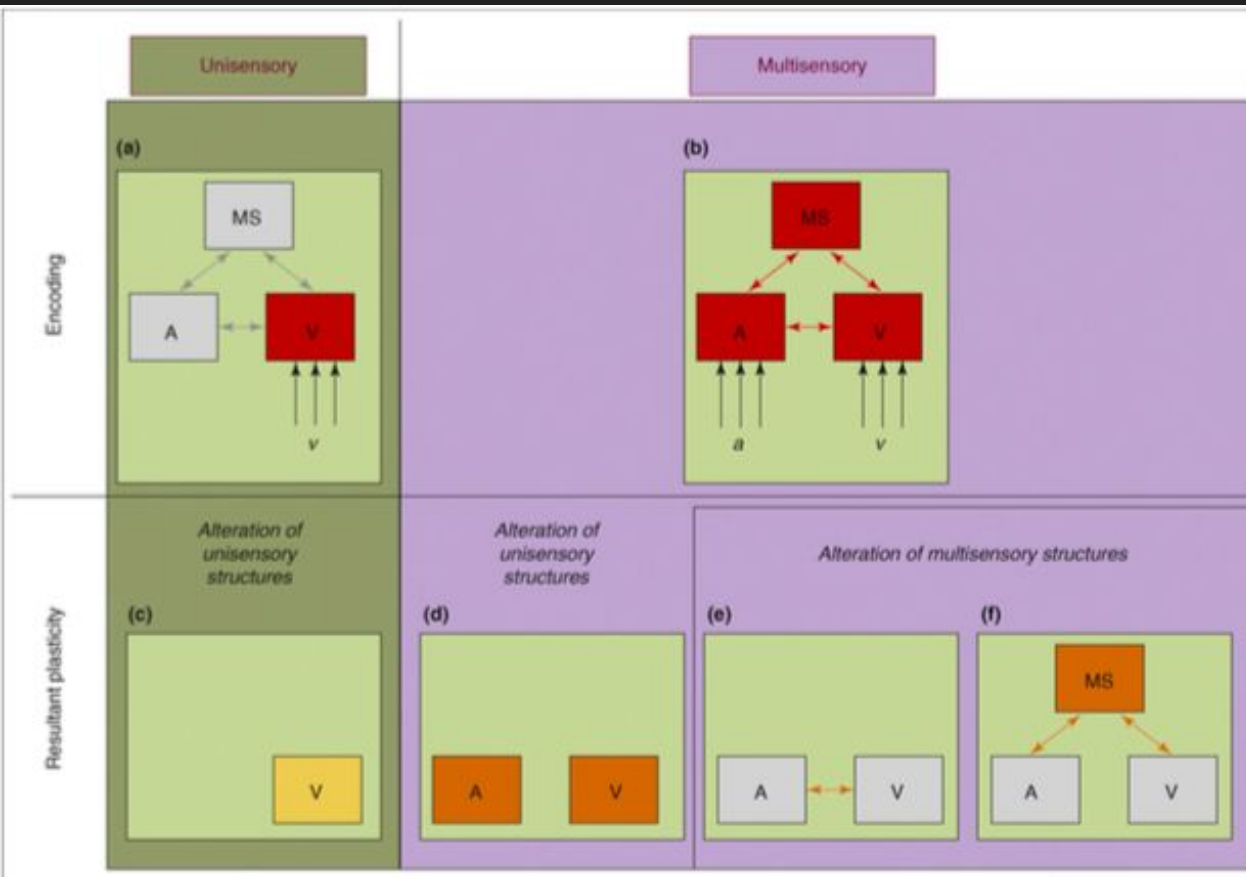 Unisensory
Multisensory
Encoding
(a)
MS
A
V
v
(b)
MS
A
V
a
v
Resultant plasticity
Alteration of
unisensory
structures
(c)
V
Alteration of
unisensory
structures
(d)
A
V
Alteration of multisensory structures
(e)
A
V
(f)
MS
A
V